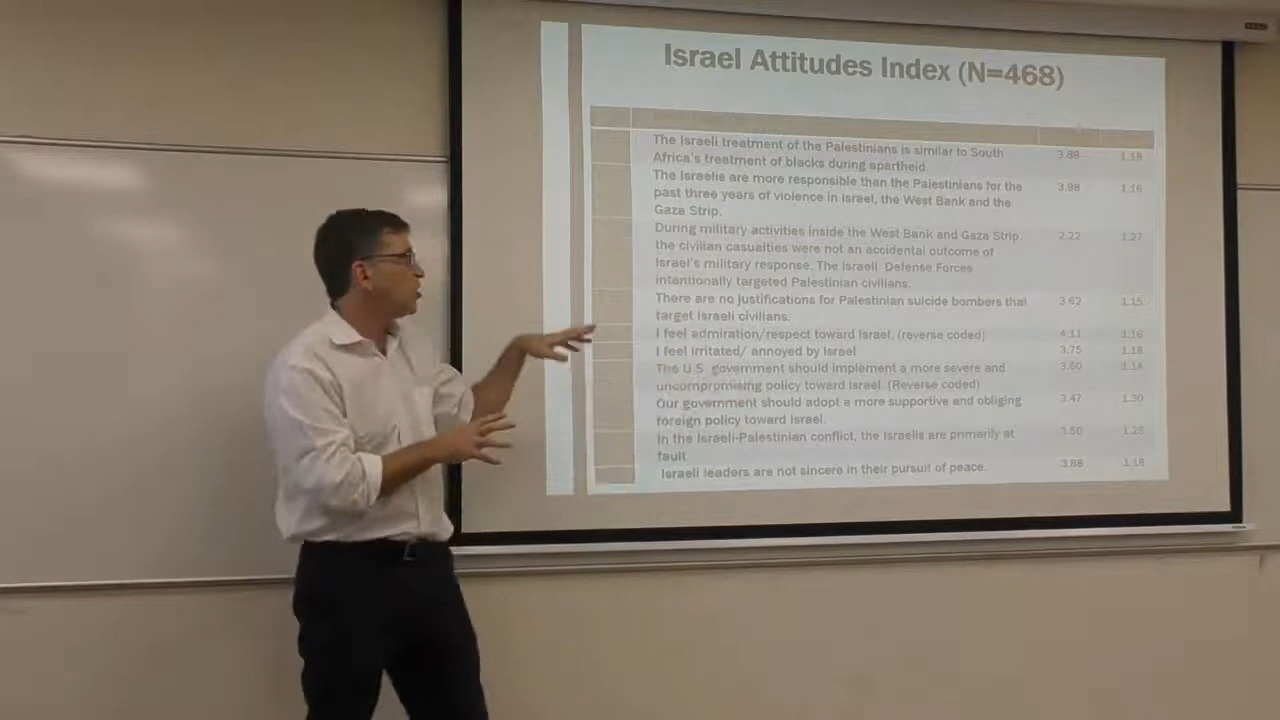 Israel Attitudes Index (N=468)
The Israeli treatment of the Palestinians is similar to South
Africa's treatment of blacks during apartheid. 3.88 1.18
The Israelis are more responsible than the Palestinians for the
past three years of violence in Israel, the West Bank and the 3.98 1.16
Gaza Strip.
During military activities inside the West Bank and Gaza Strip 2.22 1.27
the civilian casualties were not an accidental outcome of
Israel's military response. The Israeli Defense Forces
intentionally targeted Palestinian civilians.
There are no justifications for Palestinian suicide bombers that 3.62 1.15
target Israeli civilians.
I feel admiration/respect toward Israel. (reverse coded) 4.11 1.16
I feel irritated/ annoyed by Israel 3.75 1.18
The U.S government should implement a more severe and 3.60 1.14
uncompromising policy toward Israel. (Reverse coded)
Our government should adopt a more supportive and obliging 3.47 1.30
foreign policy toward Israel.
In the Israeli-Palestinian conflict, the Israelis are primarily at 3.50 1.28
fault.
Israeli leaders are not sincere in their pursuit of peace. 3.88 1.18